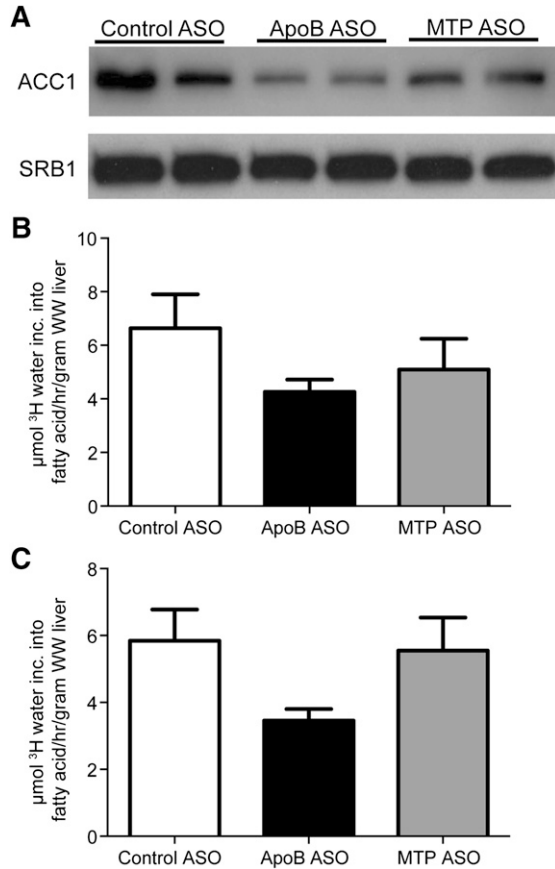 A
Control ASO ApoB ASO MTP ASO
ACC1
SRB1
B
µmol ³H water inc. into
fatty acid/hr/gram WW liver
10
8
6
4
2
0
Control ASO ApoB ASO MTP ASO
C
µmol ³H water inc. into
fatty acid/hr/gram WW liver
8
6
4
2
0
Control ASO ApoB ASO MTP ASO